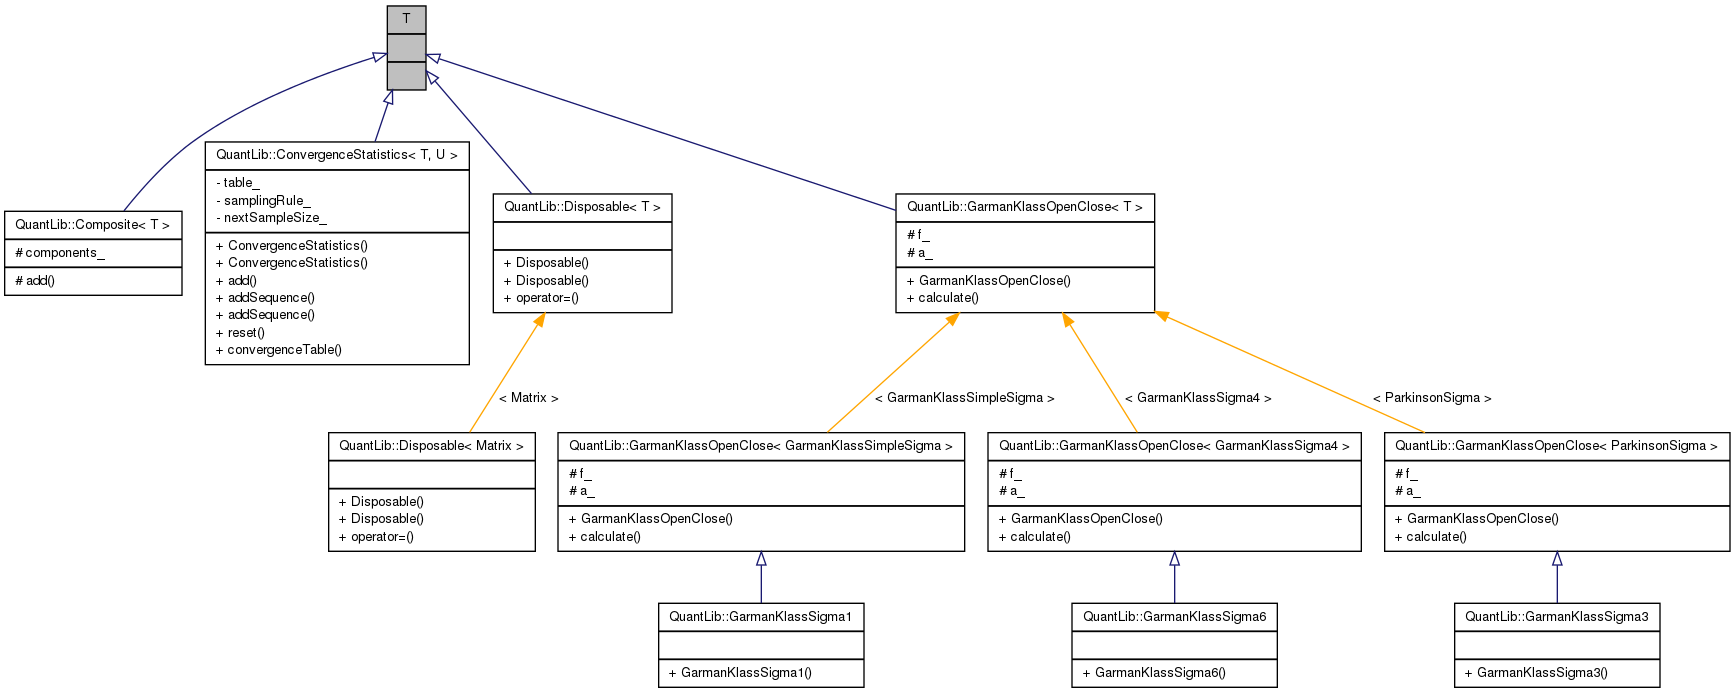 T
QuantLib::ConvergenceStatistics< T, U >
- table_
- samplingRule_
- nextSampleSize_
+ ConvergenceStatistics()
+ ConvergenceStatistics()
+ add()
+ addSequence()
+ addSequence()
+ reset()
+ convergenceTable()
QuantLib::Composite< T >
# components_
# add()
QuantLib::Disposable< T >
+ Disposable()
+ Disposable()
+ operator=()
QuantLib::GarmanKlassOpenClose< T >
# f_
# a_
+ GarmanKlassOpenClose()
+ calculate()
< Matrix >
< GarmanKlassSimpleSigma >
< GarmanKlassSigma4 >
< ParkinsonSigma >
QuantLib::Disposable< Matrix >
+ Disposable()
+ Disposable()
+ operator=()
QuantLib::GarmanKlassOpenClose< GarmanKlassSimpleSigma >
# f_
# a_
+ GarmanKlassOpenClose()
+ calculate()
QuantLib::GarmanKlassOpenClose< GarmanKlassSigma4 >
# f_
# a_
+ GarmanKlassOpenClose()
+ calculate()
QuantLib::GarmanKlassOpenClose< ParkinsonSigma >
# f_
# a_
+ GarmanKlassOpenClose()
+ calculate()
QuantLib::GarmanKlassSigma1
+ GarmanKlassSigma1()
QuantLib::GarmanKlassSigma6
+ GarmanKlassSigma6()
QuantLib::GarmanKlassSigma3
+ GarmanKlassSigma3()